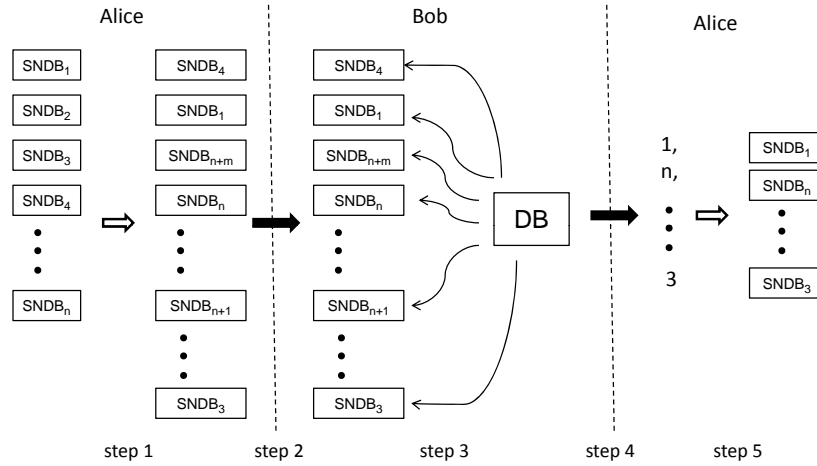 Alice
Bob
Alice
SNDB₁
SNDB₂
SNDB₃
SNDB₄
SNDBₙ
SNDB₄
SNDB₁
SNDBₙ₊ₘ
SNDBₙ
SNDBₙ₊₁
SNDB₃
SNDB₄
SNDB₁
SNDBₙ₊ₘ
SNDBₙ
SNDBₙ₊₁
SNDB₃
DB
1,
n,
3
SNDB₁
SNDBₙ
SNDB₃
step 1
step 2
step 3
step 4
step 5